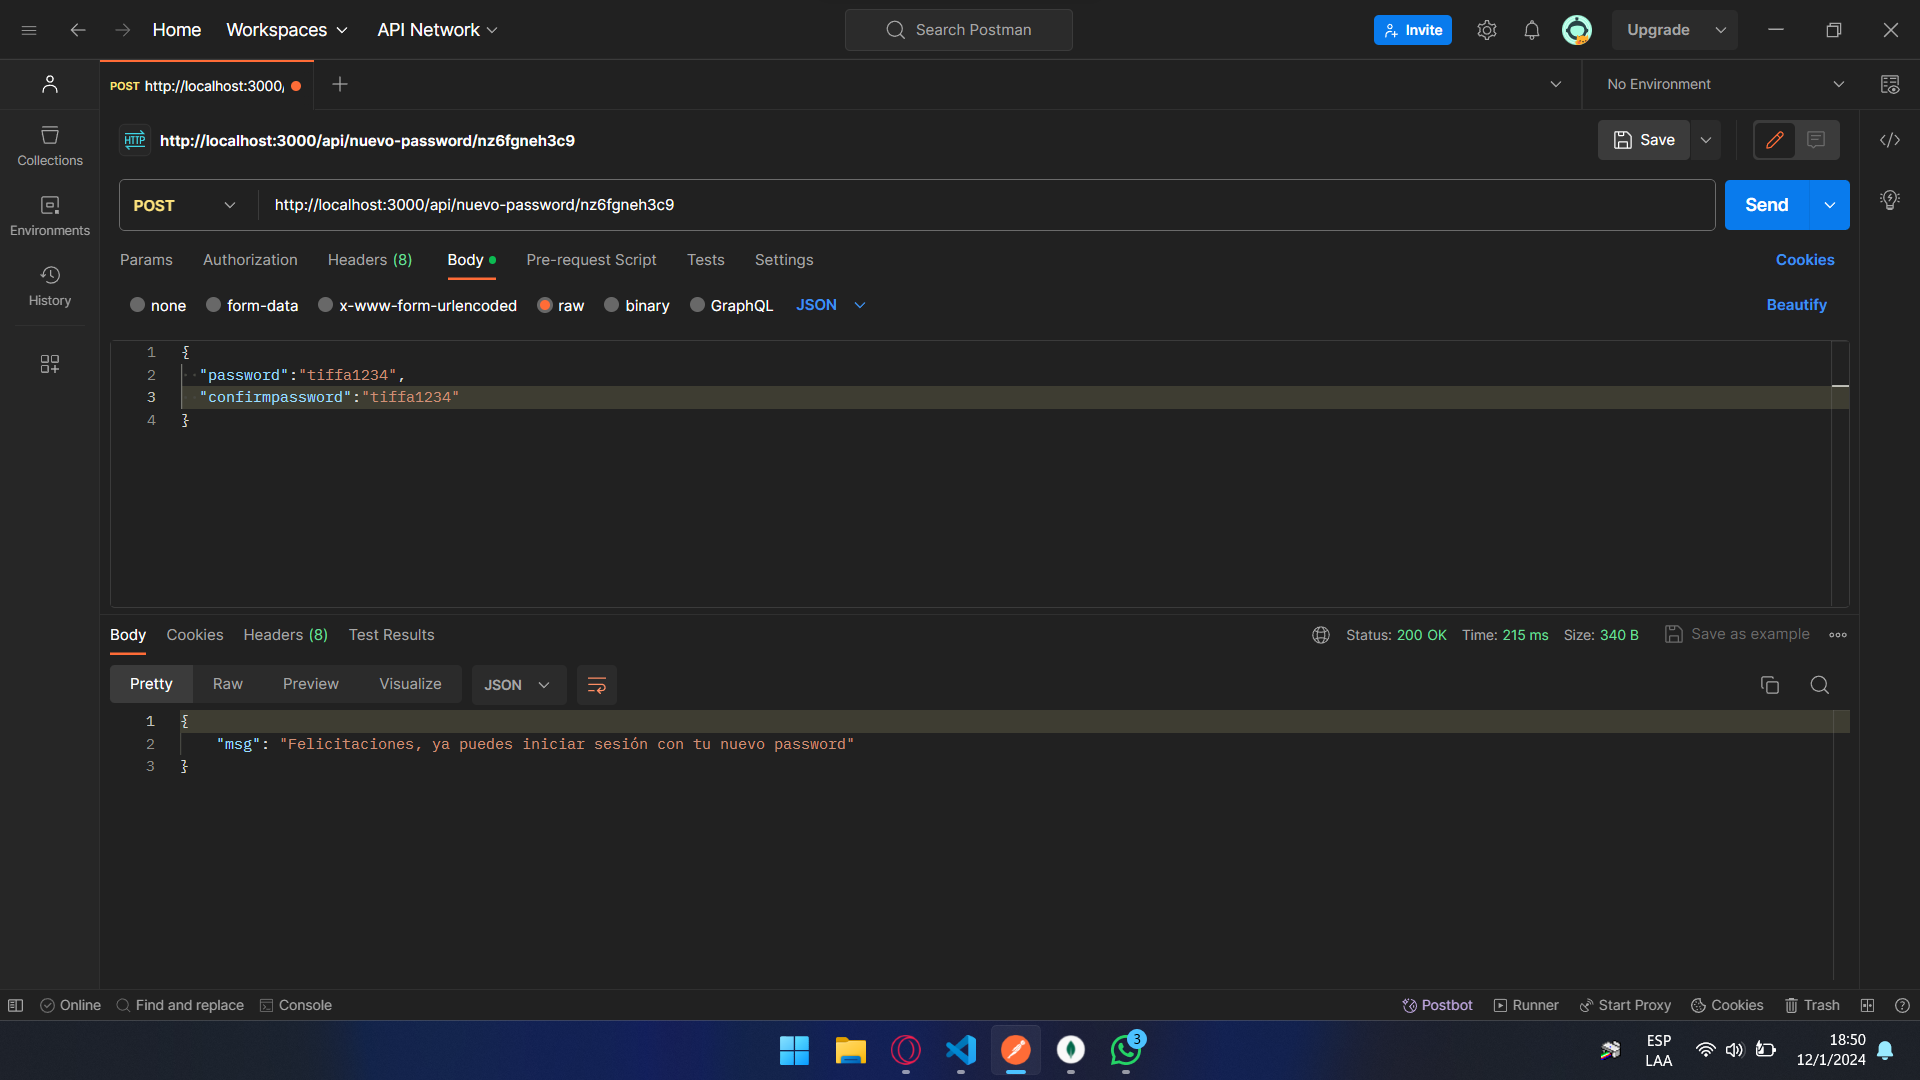 Home Workspaces API Network Search Postman Invite Upgrade
POST http://localhost:3000/ No Environment
HTTP http://localhost:3000/api/nuevo-password/nz6fgneh3c9 Save
Collections
POST http://localhost:3000/api/nuevo-password/nz6fgneh3c9 Send
Environments
Params Authorization Headers (8) Body Pre-request Script Tests Settings Cookies
History
none form-data x-www-form-urlencoded raw binary GraphQL JSON Beautify
1 {
2 "password":"tiffa1234",
3 "confirmpassword":"tiffa1234"
4 }
Body Cookies Headers (8) Test Results Status: 200 OK Time: 215 ms Size: 340 B Save as example
Pretty Raw Preview Visualize JSON
1 {
2 "msg": "Felicitaciones, ya puedes iniciar sesión con tu nuevo password"
3 }
Online Find and replace Console Postbot Runner Start Proxy Cookies Trash
3
ESP 18:50
LAA 12/1/2024